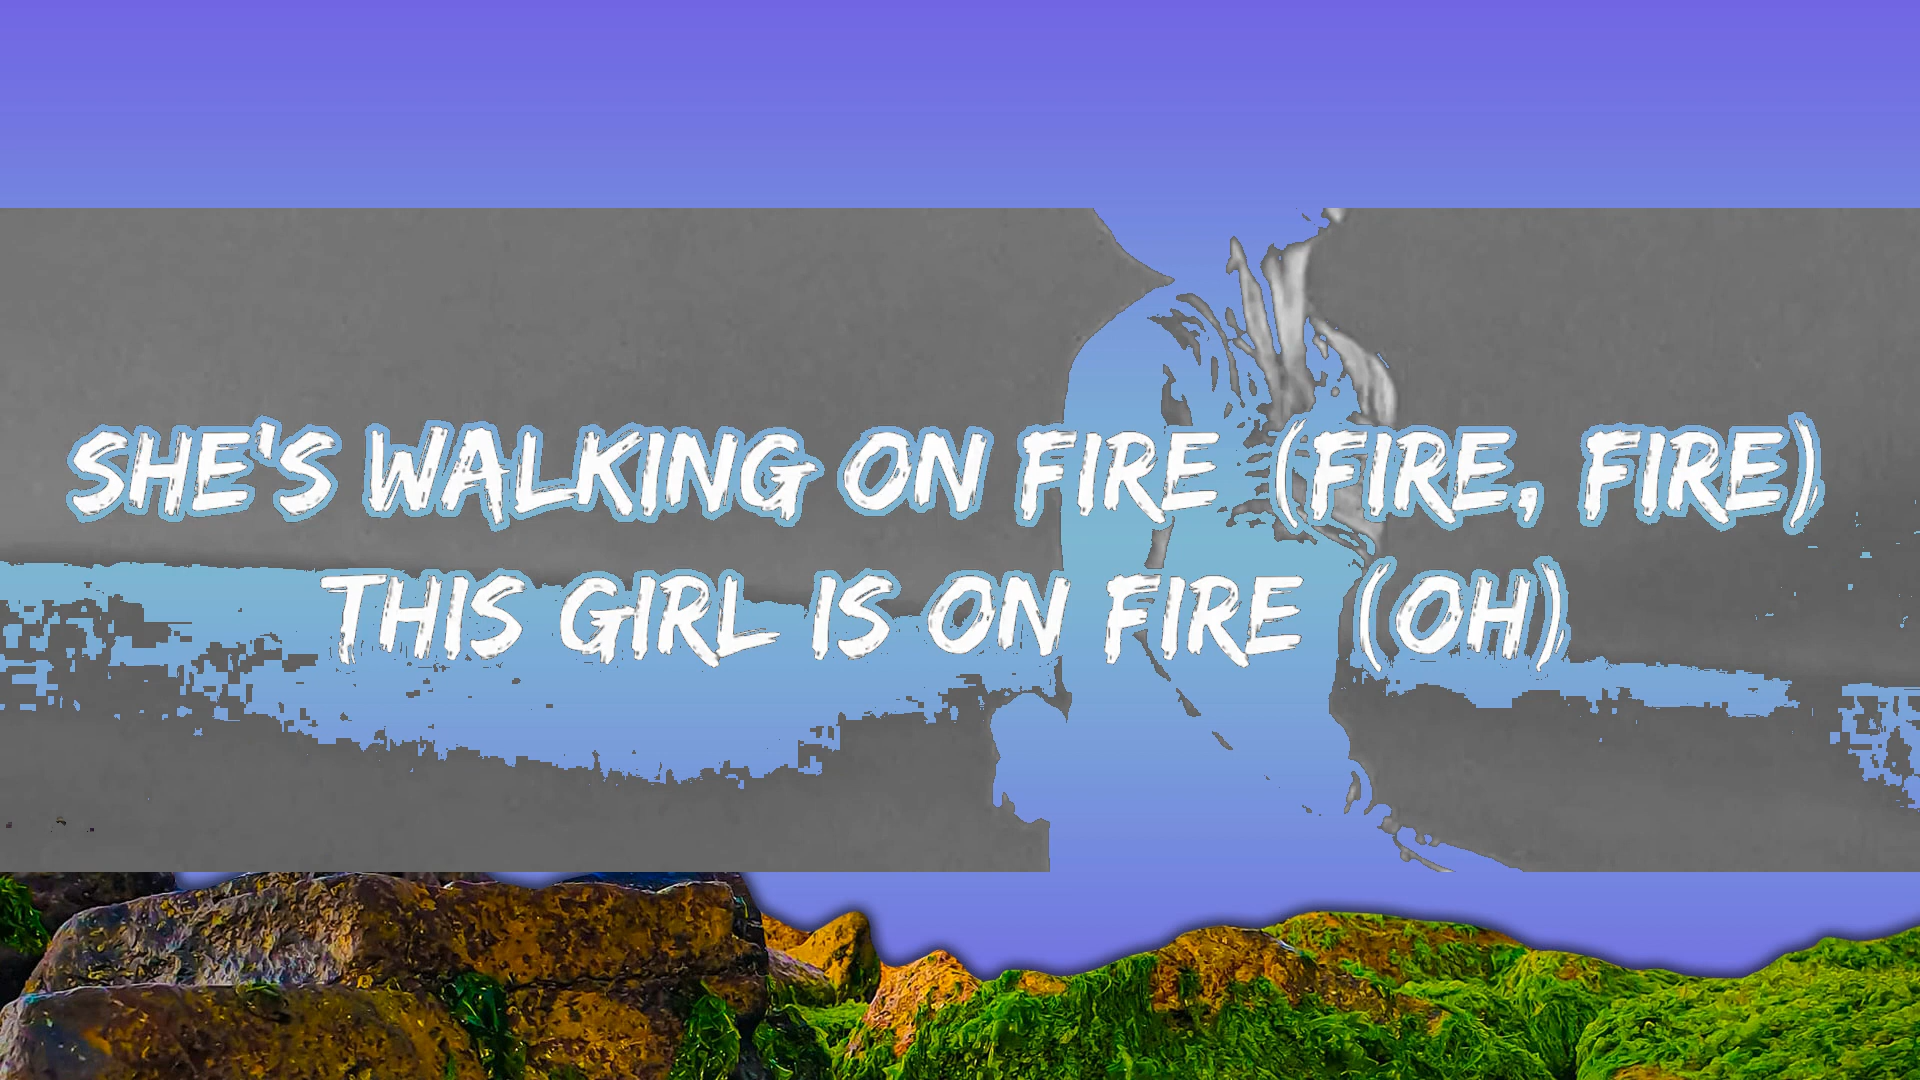 SHE'S WALKING ON FIRE (FIRE, FIRE)
THIS GIRL IS ON FIRE (OH)